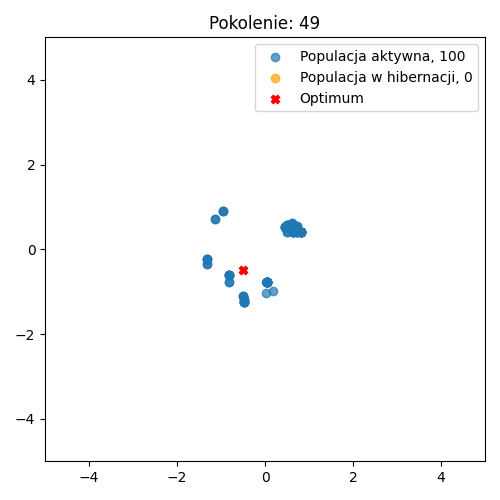 Pokolenie: 49
Populacja aktywna, 100
Populacja w hibernacji, 0
Optimum
4
2
0
−2
−4
−4 −2 0 2 4